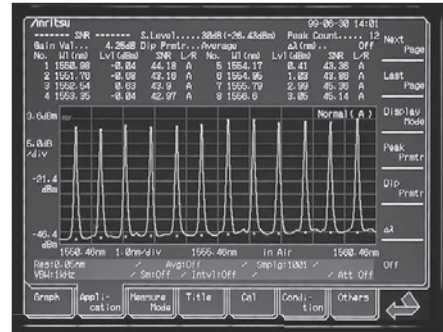 Anritsu
99-06-30 14:01
------ SNR ------ S.Level....30dB(-26.43dBm) Peak Count..... 12
Gain Val... 4.25dB Dip Prmtr..Average Δλ(nm).. Off
No. Wl(nm) Lvl(dBm) SNR L/R No. Wl(nm) Lvl(dBm) SNR L/R
1 1550.98 -0.04 44.18 A 5 1554.17 0.41 43.36 A
2 1551.76 -0.68 43.16 A 6 1554.95 1.03 43.86 A
3 1552.54 0.63 43.9 A 7 1555.79 2.99 45.36 A
4 1553.35 -0.04 42.97 A 8 1556.6 3.05 45.14 A
Next Page
Last Page
Display Mode
Peak Prmtr
Dip Prmtr
Δλ
Off
3.6dBm
Normal(A)
5.0dB /div
-21.4 dBm
-46.4 dBm
1550.46nm 1.0nm/div 1555.46nm in Air 1560.46nm
Res:0.05nm / Avg:Off / Smplg:1001 /
VBW:1kHz / Sm:Off / Intvl:Off / / Att Off
Graph
Appli-cation
Measure Mode
Title
Cal
Condi-tion
Others